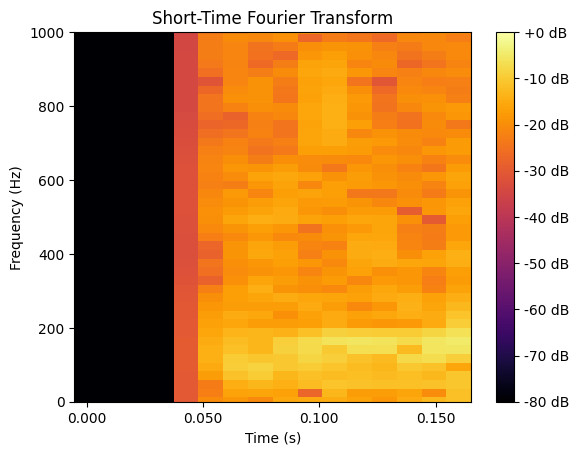 Short-Time Fourier Transform
Frequency (Hz)
1000
800
600
400
200
0
0.000
0.050
0.100
0.150
Time (s)
+0 dB
-10 dB
-20 dB
-30 dB
-40 dB
-50 dB
-60 dB
-70 dB
-80 dB